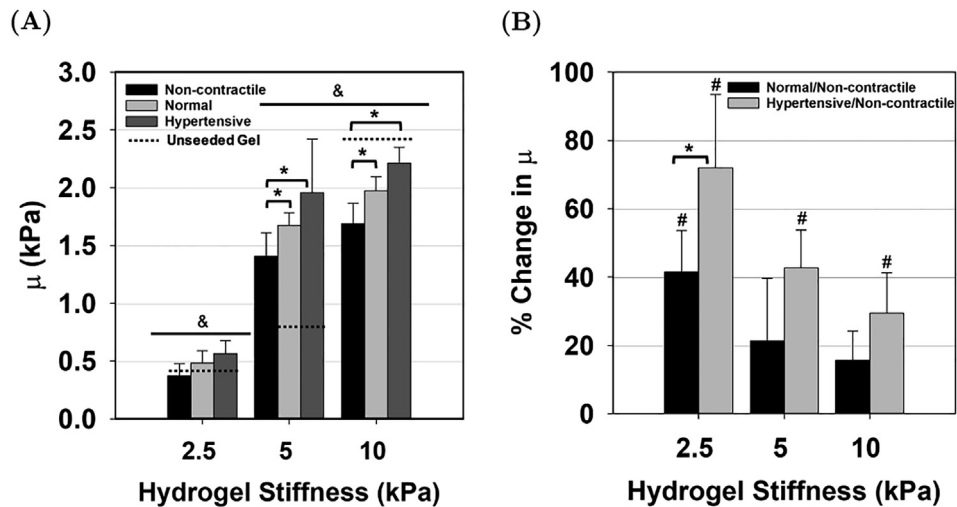 (A)
μ (kPa)
3.0
2.5
2.0
1.5
1.0
0.5
0.0
Non-contractile
Normal
Hypertensive
Unseeded Gel
&
&
*
*
*
*
2.5 5 10
Hydrogel Stiffness (kPa)
(B)
% Change in μ
100
80
60
40
20
0
Normal/Non-contractile
Hypertensive/Non-contractile
#
*
#
#
#
2.5 5 10
Hydrogel Stiffness (kPa)